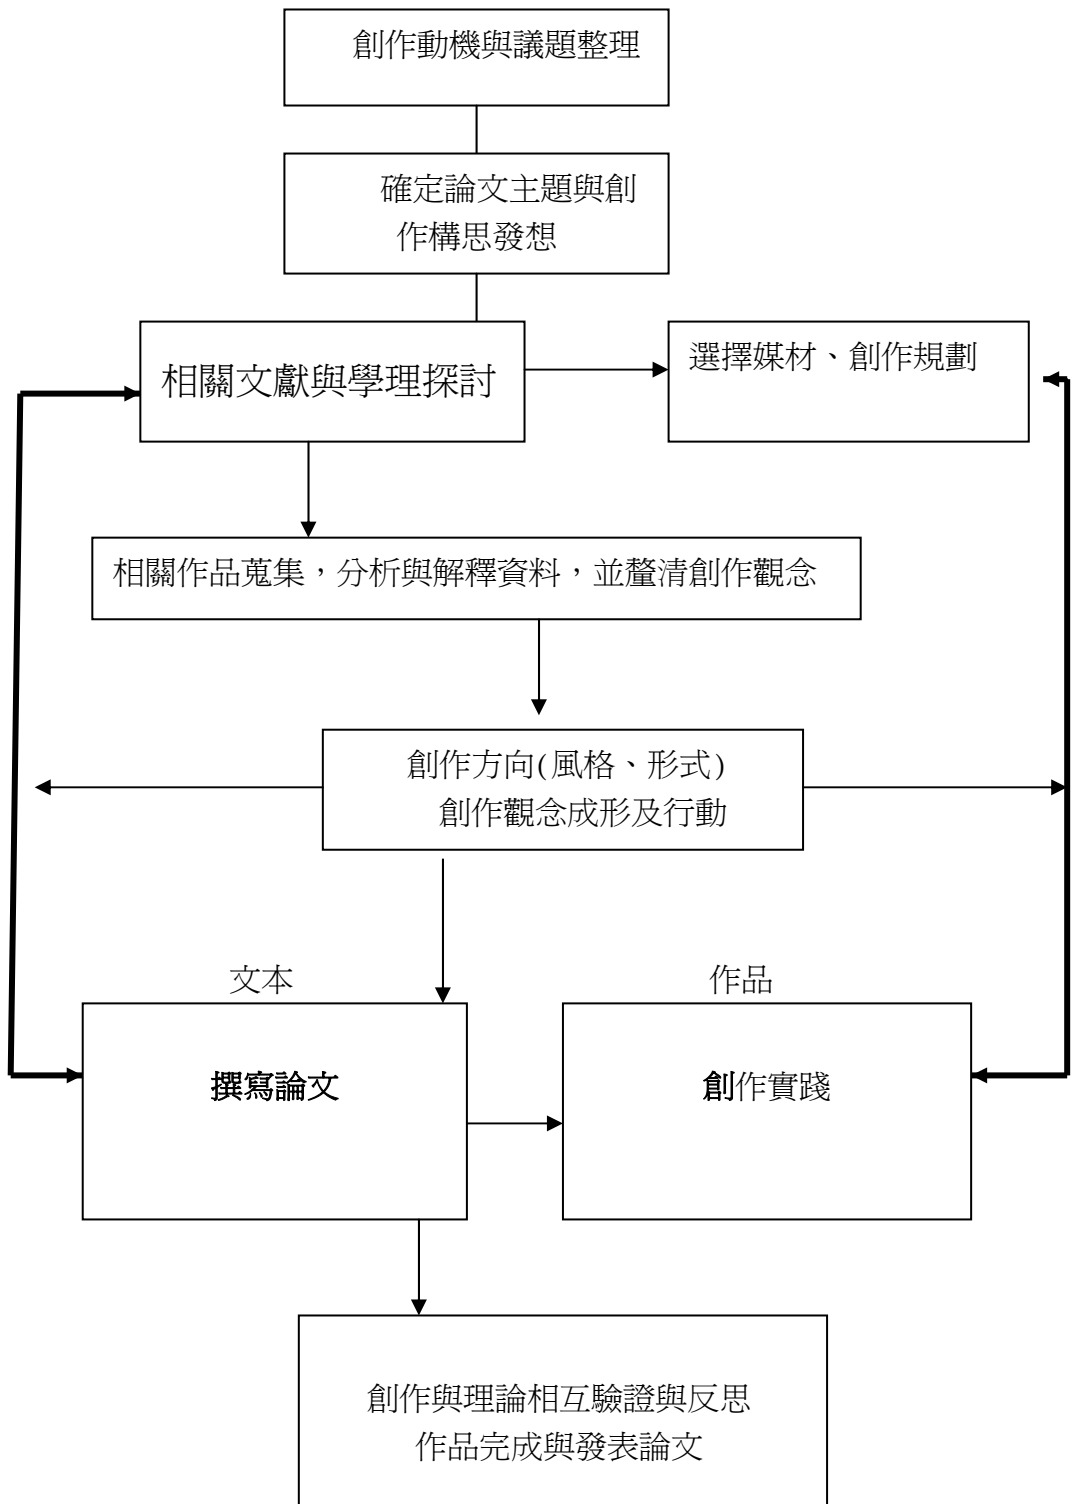 創作動機與議題整理
確定論文主題與創
作構思發想
相關文獻與學理探討
選擇媒材、創作規劃
相關作品蒐集，分析與解釋資料，並釐清創作觀念
創作方向(風格、形式)
創作觀念成形及行動
文本
作品
撰寫論文
創作實踐
創作與理論相互驗證與反思
作品完成與發表論文